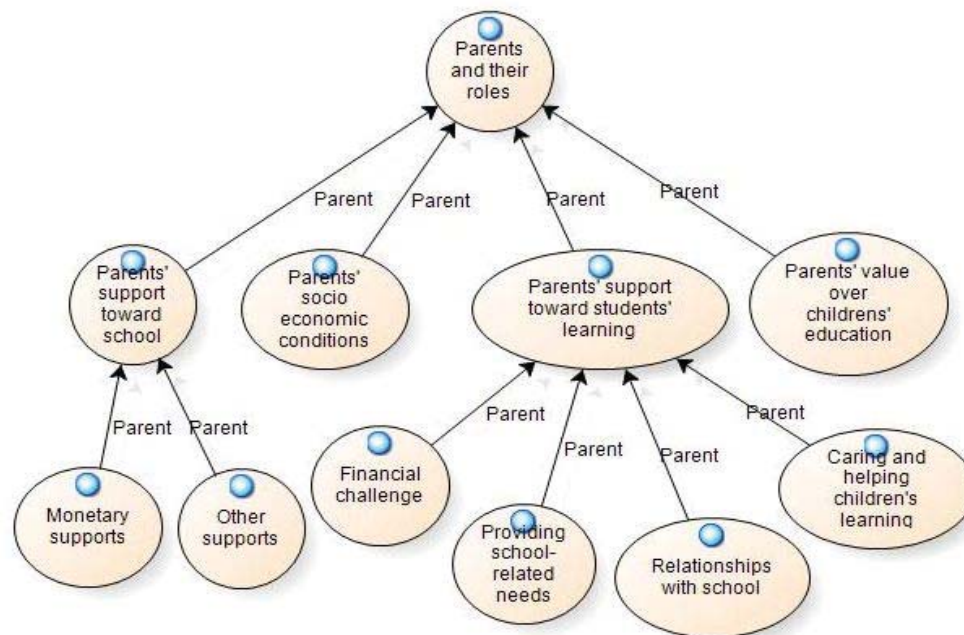 Parents
and their
roles
Parent
Parent
Parent
Parent
Parents'
support
toward
school
Parents'
socio
economic
conditions
Parents' support
toward students'
learning
Parents' value
over
childrens'
education
Parent
Parent
Parent
Parent
Parent
Parent
Monetary
supports
Other
supports
Financial
challenge
Providing
school-
related
needs
Relationships
with school
Caring and
helping
children's
learning